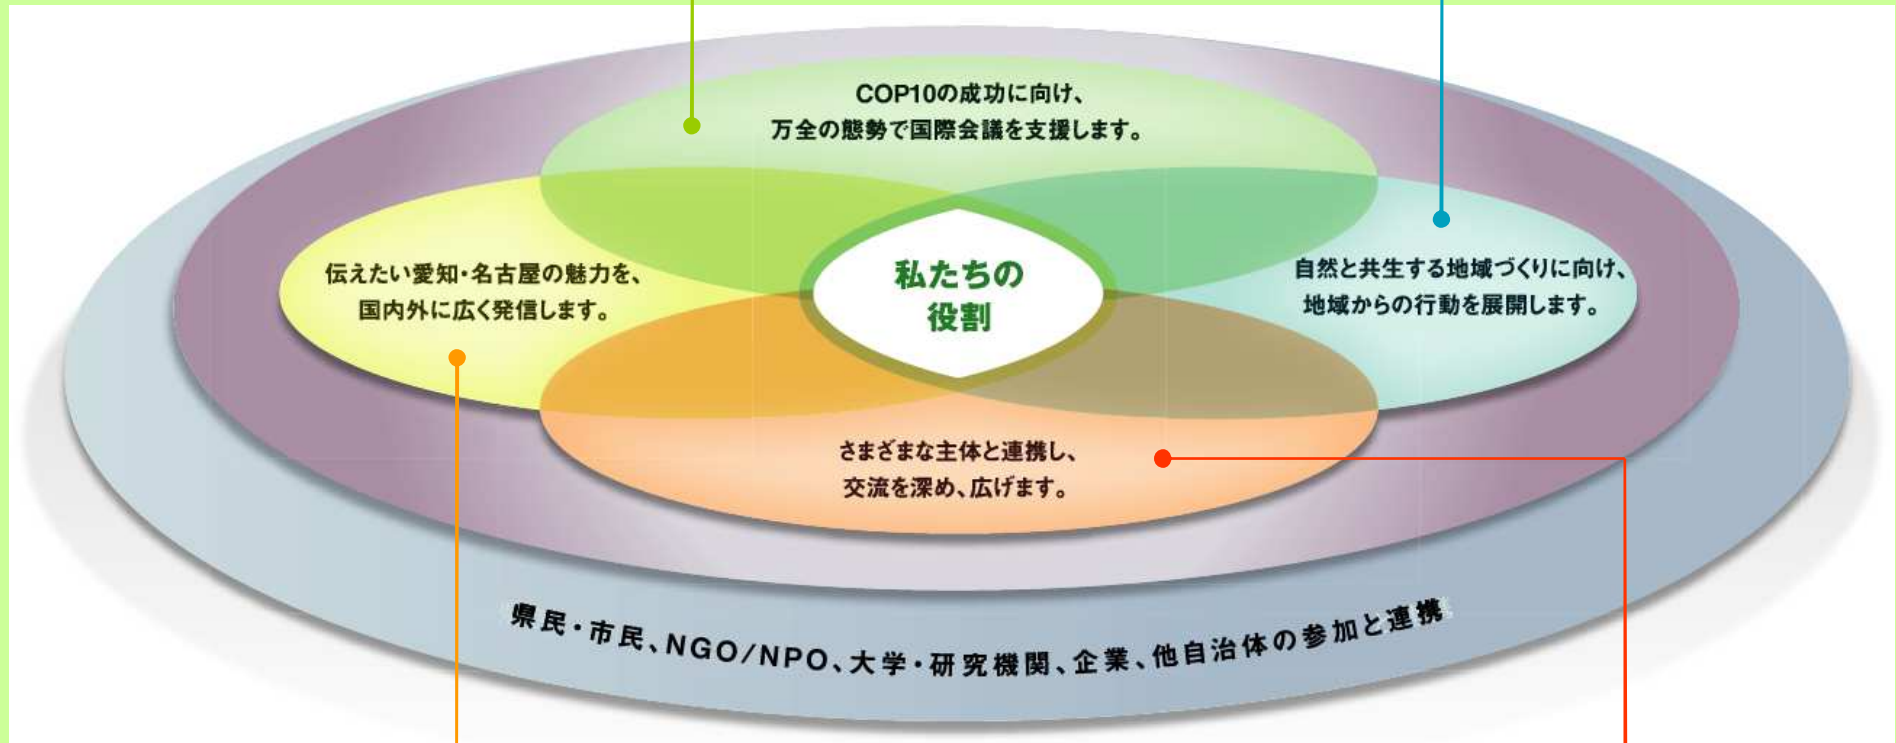 COP10の成功に向け、
万全の態勢で国際会議を支援します。
伝えたい愛知・名古屋の魅力を、
国内外に広く発信します。
私たちの
役割
自然と共生する地域づくりに向け、
地域からの行動を展開します。
さまざまな主体と連携し、
交流を深め、広げます。
県民・市民、NGO/NPO、大学・研究機関、企業、他自治体の参加と連携